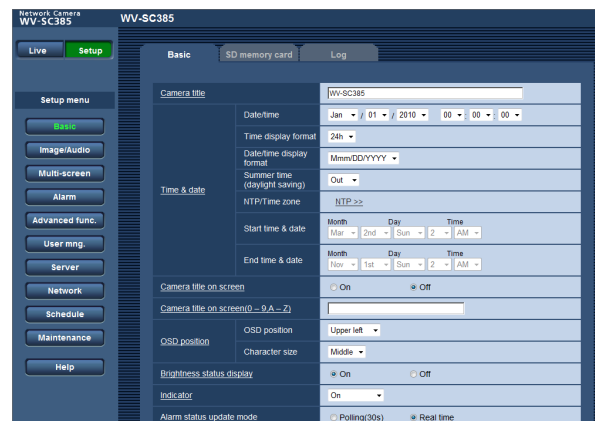 Network Camera
WV-SC385
WV-SC385
Live Setup
Basic SD memory card Log
Setup menu
Basic
Image/Audio
Multi-screen
Alarm
Advanced func.
User mng.
Server
Network
Schedule
Maintenance
Help
Camera title WV-SC385
Time & date
Date/time Jan / 01 / 2010 00 : 00 : 00
Time display format 24h
Date/time display format Mmm/DD/YYYY
Summer time (daylight saving) Out
NTP/Time zone NTP >>
Start time & date
Month Day Time
Mar 2nd Sun 2 AM
End time & date
Month Day Time
Nov 1st Sun 2 AM
Camera title on screen On Off
Camera title on screen(0 – 9,A – Z)
OSD position
OSD position Upper left
Character size Middle
Brightness status display On Off
Indicator On
Alarm status update mode Polling(30s) Real time